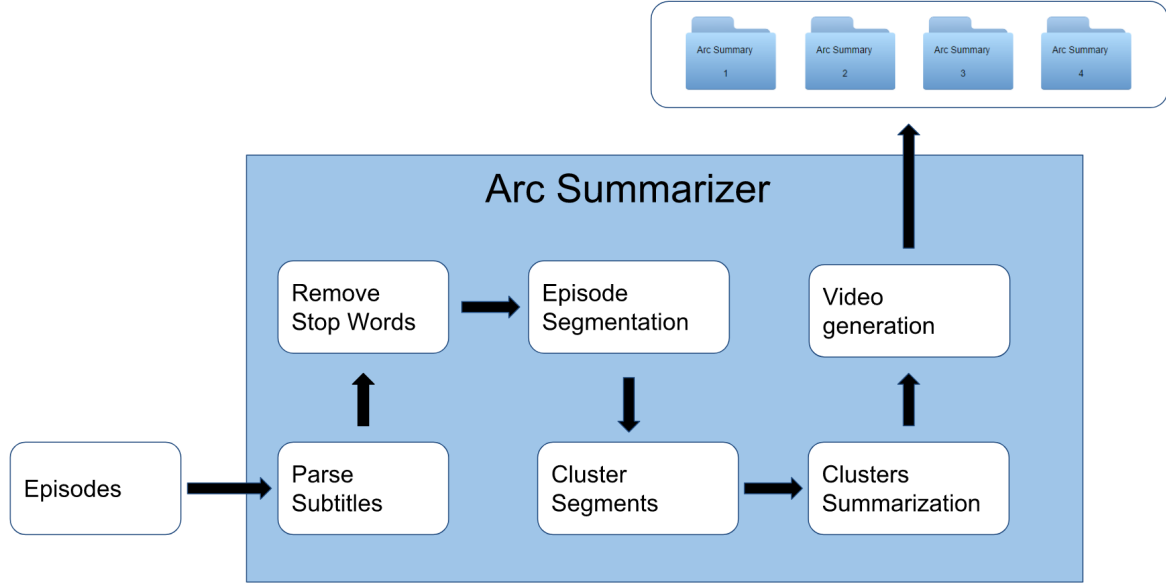 Arc Summary
1
Arc Summary
2
Arc Summary
3
Arc Summary
4
Arc Summarizer
Remove
Stop Words
Episode
Segmentation
Video
generation
Episodes
Parse
Subtitles
Cluster
Segments
Clusters
Summarization